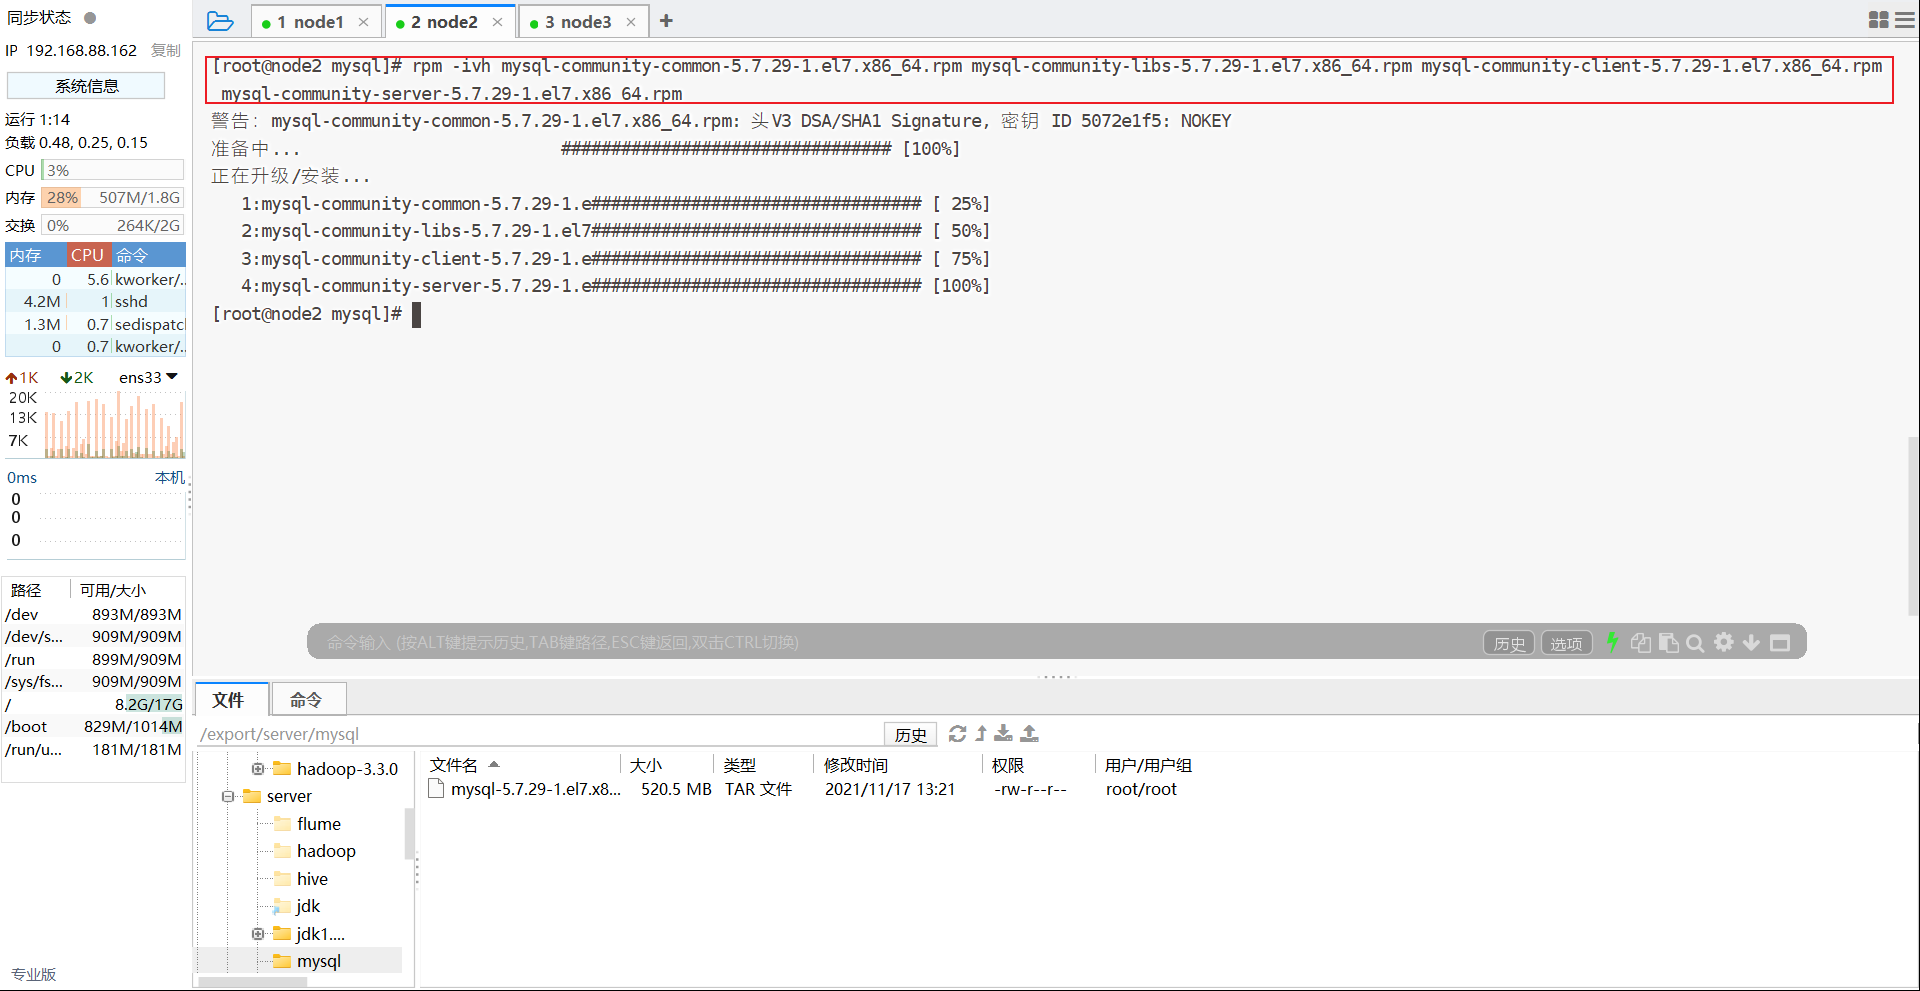 同步状态
IP 192.168.88.162 复制
系统信息
运行 1:14
负载 0.48, 0.25, 0.15
CPU 3%
内存 28% 507M/1.8G
交换 0% 264K/2G
内存 CPU 命令
0 5.6 kworker/..
4.2M 1 sshd
1.3M 0.7 sedispatc
0 0.7 kworker/..
1K 2K ens33
20K
13K
7K
0ms 本机
0
0
0
路径 可用/大小
/dev 893M/893M
/dev/s... 909M/909M
/run 899M/909M
/sys/fs... 909M/909M
/ 8.2G/17G
/boot 829M/1014M
/run/u... 181M/181M
专业版
1 node1 × 2 node2 × 3 node3 × +
[root@node2 mysql]# rpm -ivh mysql-community-common-5.7.29-1.el7.x86_64.rpm mysql-community-libs-5.7.29-1.el7.x86_64.rpm mysql-community-client-5.7.29-1.el7.x86_64.rpm
mysql-community-server-5.7.29-1.el7.x86_64.rpm
警告: mysql-community-common-5.7.29-1.el7.x86_64.rpm: 头V3 DSA/SHA1 Signature, 密钥 ID 5072e1f5: NOKEY
准备中... ################################# [100%]
正在升级/安装...
1:mysql-community-common-5.7.29-1.e################################# [ 25%]
2:mysql-community-libs-5.7.29-1.el7################################# [ 50%]
3:mysql-community-client-5.7.29-1.e################################# [ 75%]
4:mysql-community-server-5.7.29-1.e################################# [100%]
[root@node2 mysql]#
命令输入 (按ALT键提示历史,TAB键路径,ESC键返回,双击CTRL切换) 历史 选项
文件 命令
/export/server/mysql 历史
hadoop-3.3.0
server
flume
hadoop
hive
jdk
jdk1....
mysql
文件名 大小 类型 修改时间 权限 用户/用户组
mysql-5.7.29-1.el7.x8... 520.5 MB TAR 文件 2021/11/17 13:21 -rw-r--r-- root/root